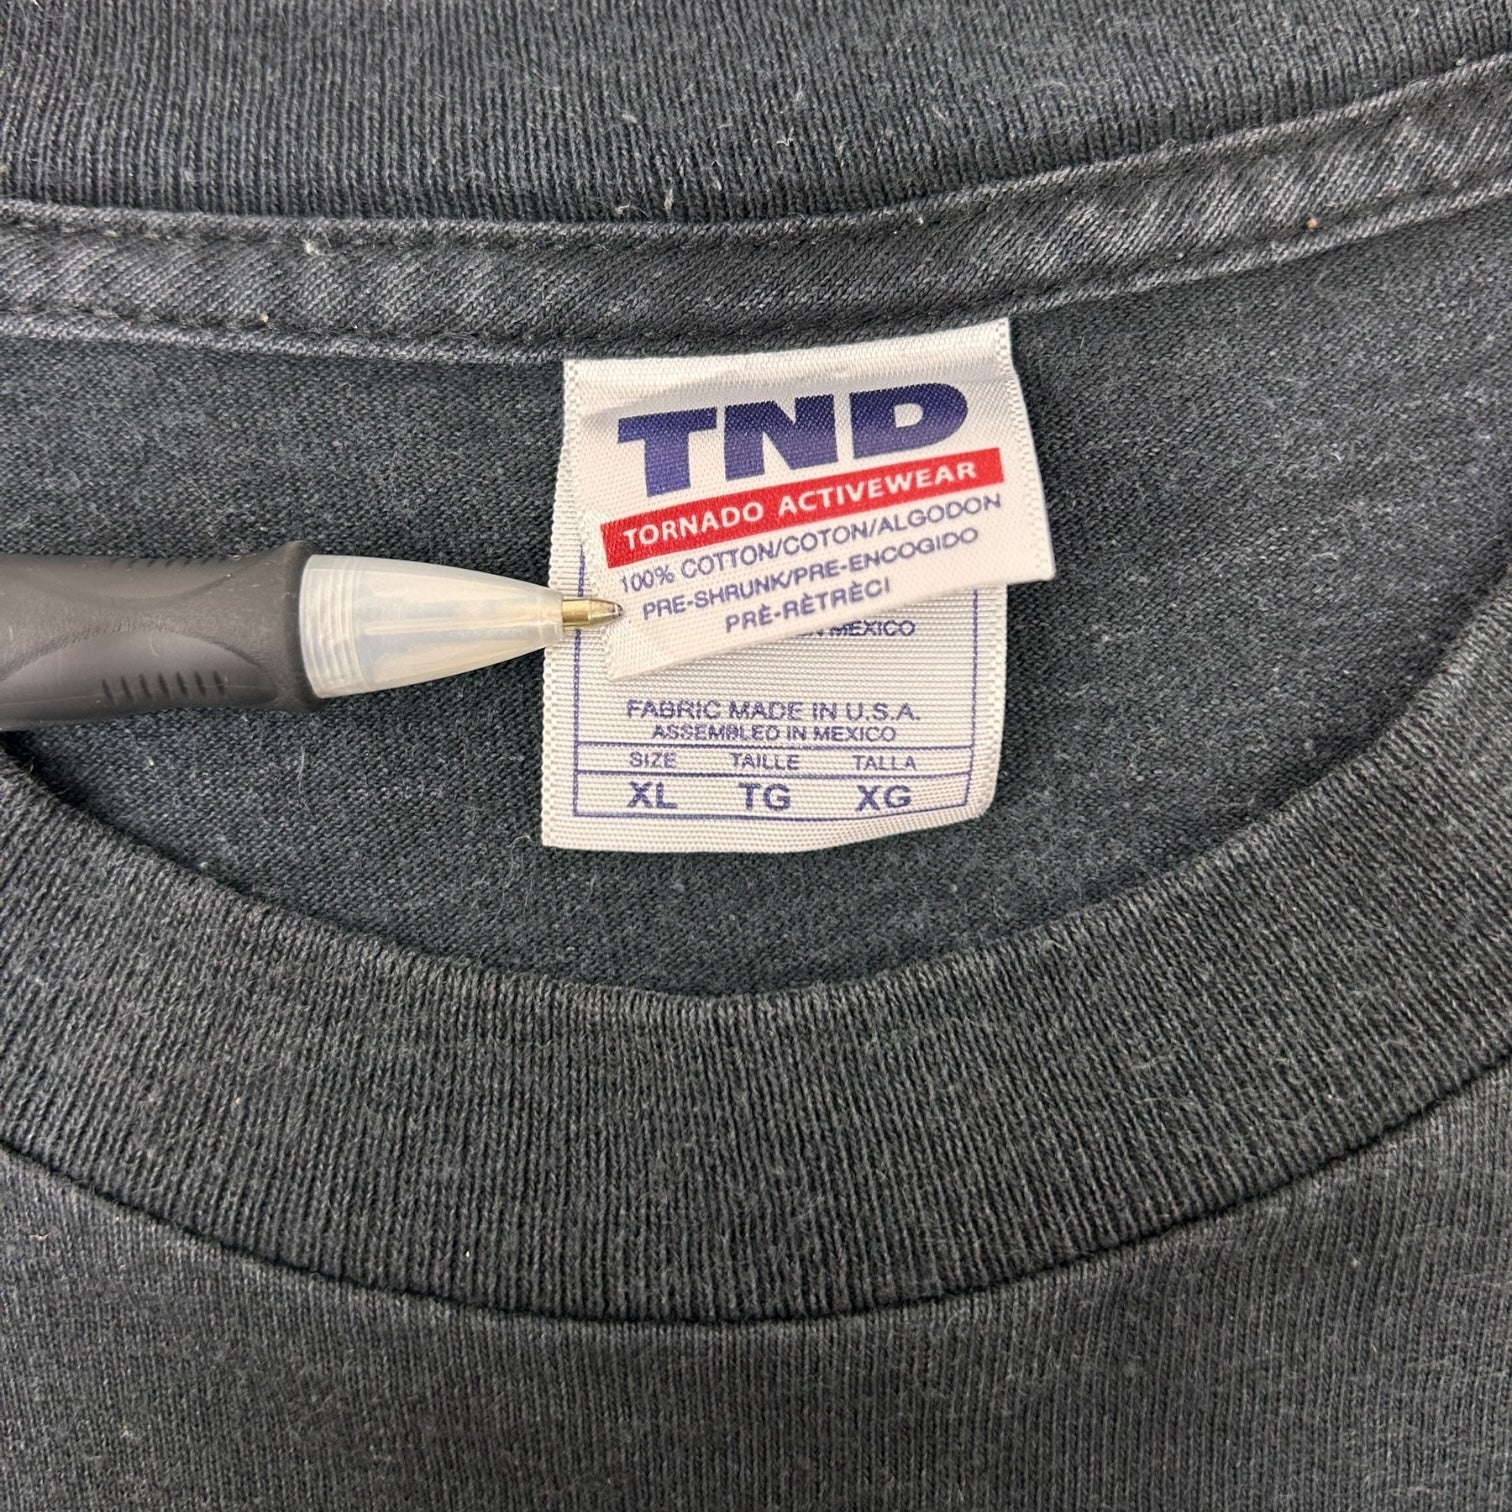 TND
TORNADO ACTIVEWEAR
100% COTTON/COTON/ALGODON
PRE-SHRUNK/PRE-ENCOGIDO
PRÈ-RÈTRÈCI
MEXICO
FABRIC MADE IN U.S.A.
ASSEMBLED IN MEXICO
SIZE TAILLE TALLA
XL TG XG